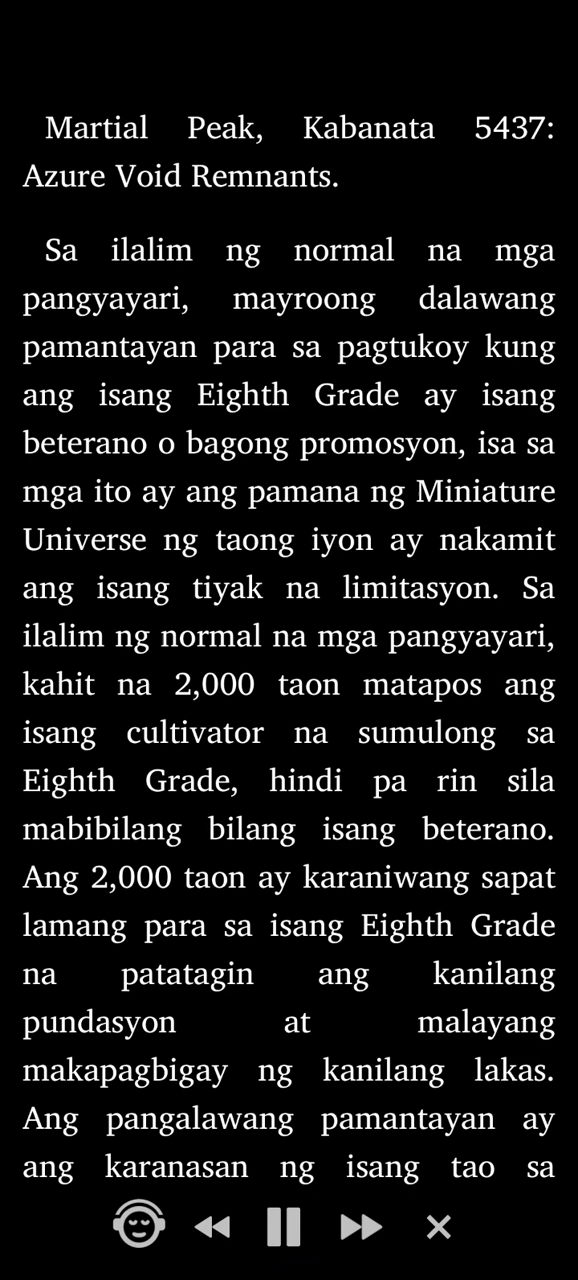 Martial Peak, Kabanata 5437:
Azure Void Remnants.
Sa ilalim ng normal na mga
pangyayari, mayroong dalawang
pamantayan para sa pagtukoy kung
ang isang Eighth Grade ay isang
beterano o bagong promosyon, isa sa
mga ito ay ang pamana ng Miniature
Universe ng taong iyon ay nakamit
ang isang tiyak na limitasyon. Sa
ilalim ng normal na mga pangyayari,
kahit na 2,000 taon matapos ang
isang cultivator na sumulong sa
Eighth Grade, hindi pa rin sila
mabibilang bilang isang beterano.
Ang 2,000 taon ay karaniwang sapat
lamang para sa isang Eighth Grade
na patatagin ang kanilang
pundasyon at malayang
makapagbigay ng kanilang lakas.
Ang pangalawang pamantayan ay
ang karanasan ng isang tao sa